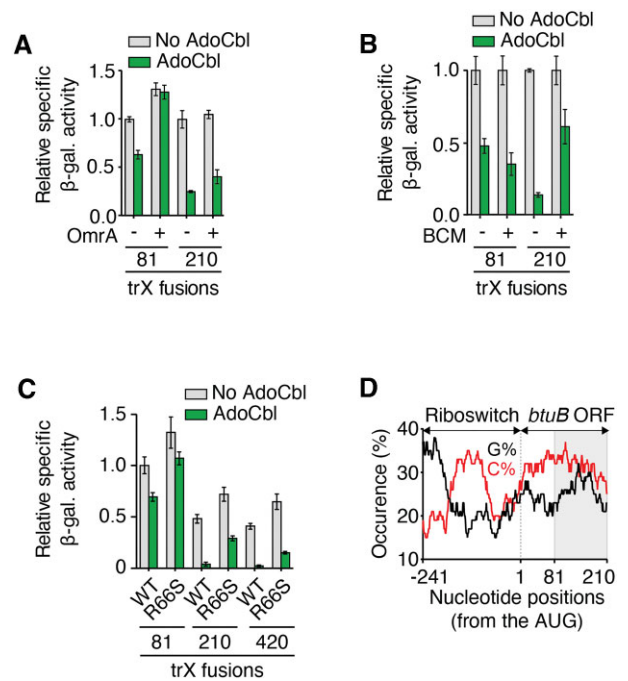 A
No AdoCbl
AdoCbl
Relative specific
β-gal. activity
1.5
1.0
0.5
0.0
OmrA - + - +
81 210
trX fusions
B
No AdoCbl
AdoCbl
Relative specific
β-gal. activity
1.0
0.5
0.0
BCM - + - +
81 210
trX fusions
C
No AdoCbl
AdoCbl
Relative specific
β-gal. activity
1.5
1.0
0.5
0
WT R66S WT R66S WT R66S
81 210 420
trX fusions
D
Riboswitch btuB ORF
G%
C%
Occurence (%)
40
30
20
10
-241 1 81 210
Nucleotide positions
(from the AUG)